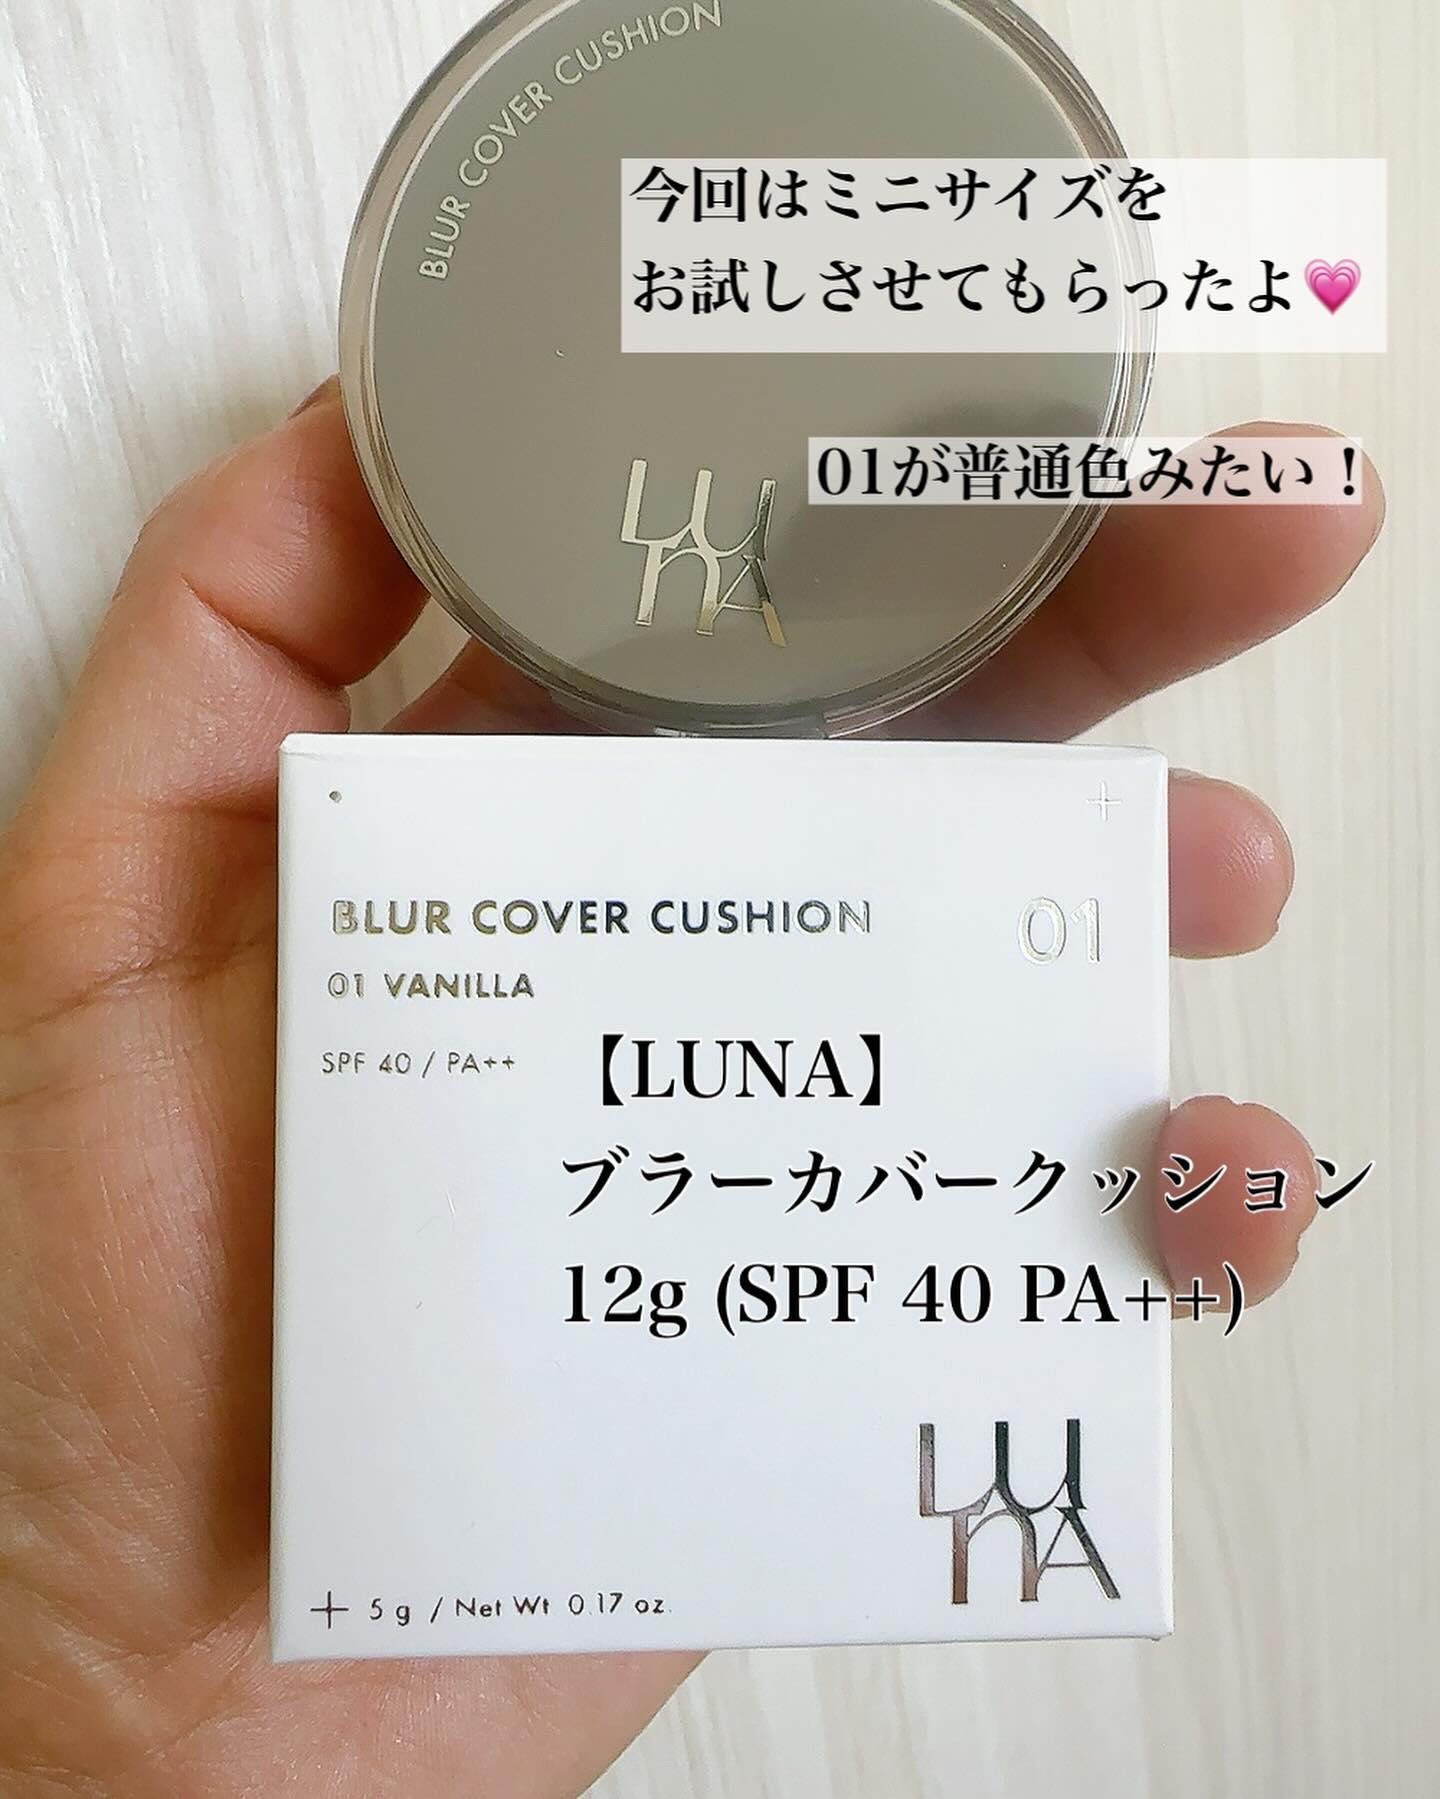 BLUR COVER CUSHION
今回はミニサイズを
お試しさせてもらったよ💗
01が普通色みたい！
LUNA
BLUR COVER CUSHION
01
01 VANILLA
SPF 40 / PA++
【LUNA】
ブラーカバークッション
12g (SPF 40 PA++)
LUNA
5 g / Net Wt 0.17 oz.